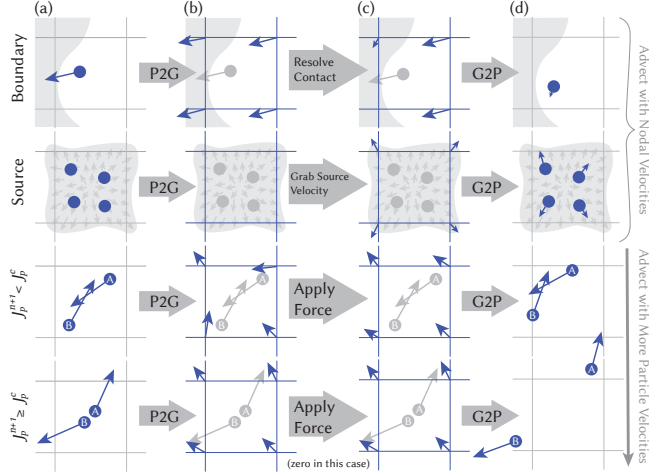 (a) (b) (c) (d)
Boundary
P2G
Resolve
Contact
G2P
Source
P2G
Grab Source
Velocity
G2P
Advect with Nodal Velocities
J_p^{n+1} < J_p^c
A
B
P2G
A
B
Apply
Force
A
B
G2P
A
B
J_p^{n+1} ≥ J_p^c
A
B
P2G
A
B
Apply
Force
(zero in this case)
A
B
G2P
A
B
Advect with More Particle Velocities